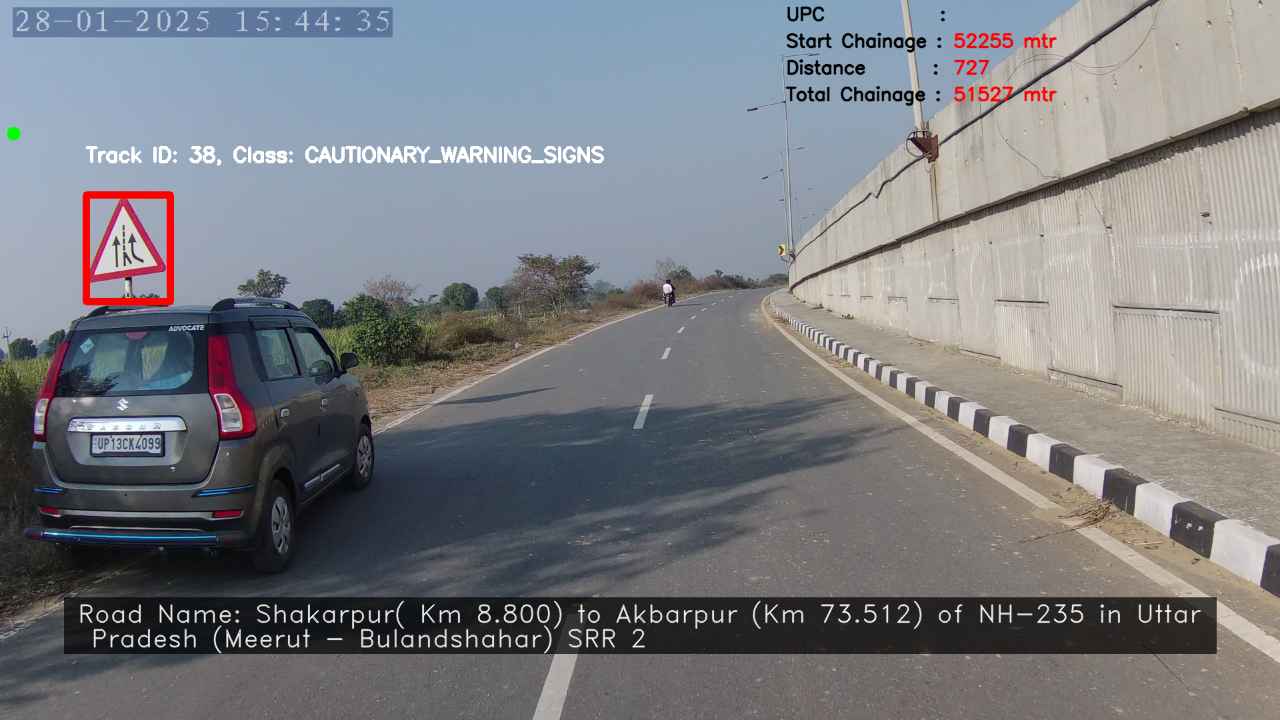 28-01-2025 15:44:35
UPC :
Start Chainage : 52255 mtr
Distance : 727
Total Chainage : 51527 mtr
Track ID: 38, Class: CAUTIONARY_WARNING_SIGNS
ADVOCATE
UP13CK4099
Road Name: Shakarpur( Km 8.800) to Akbarpur (Km 73.512) of NH-235 in Uttar
Pradesh (Meerut - Bulandshahar) SRR 2